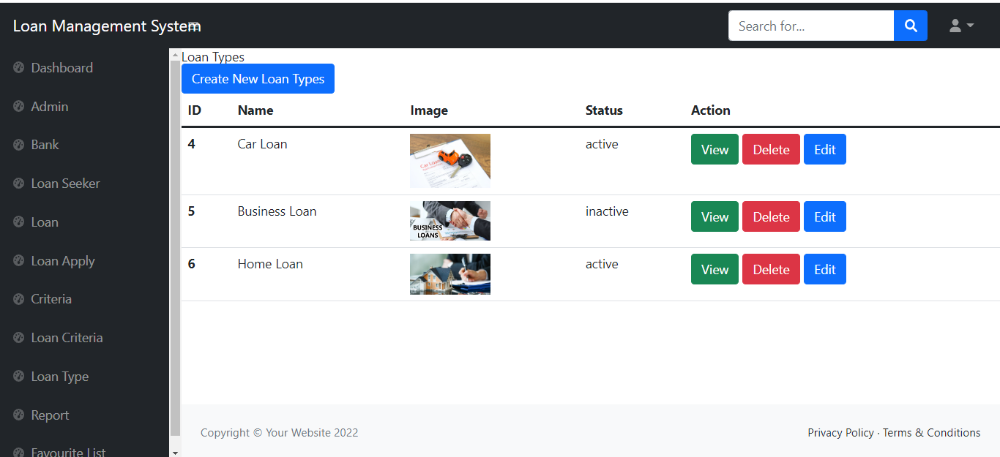 Loan Management System
Search for...
Dashboard
Admin
Bank
Loan Seeker
Loan
Loan Apply
Criteria
Loan Criteria
Loan Type
Report
Favourite List
Loan Types
Create New Loan Types
ID Name Image Status Action
4 Car Loan active View Delete Edit
Car Loan
5 Business Loan inactive View Delete Edit
BUSINESS
LOANS
6 Home Loan active View Delete Edit
Copyright © Your Website 2022
Privacy Policy · Terms & Conditions